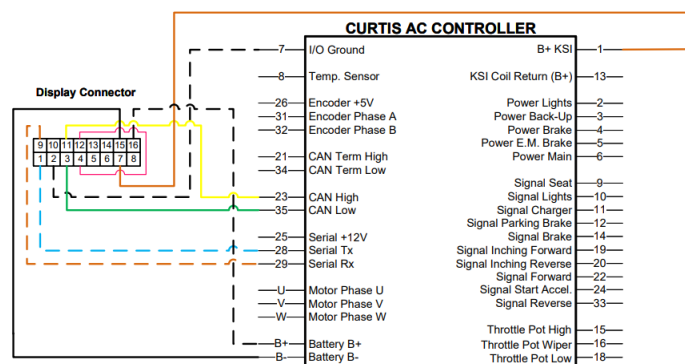 CURTIS AC CONTROLLER
7 I/O Ground B+ KSI 1
8 Temp. Sensor KSI Coil Return (B+) 13
Display Connector
26 Encoder +5V Power Lights 2
31 Encoder Phase A Power Back-Up 3
32 Encoder Phase B Power Brake 4
Power E.M. Brake 5
9 10 11 12 13 14 15 16
1 2 3 4 5 6 7 8
21 CAN Term High Power Main 6
34 CAN Term Low
Signal Seat 9
23 CAN High Signal Lights 10
35 CAN Low Signal Charger 11
Signal Parking Brake 12
25 Serial +12V Signal Brake 14
28 Serial Tx Signal Inching Forward 19
29 Serial Rx Signal Inching Reverse 20
Signal Forward 22
U Motor Phase U Signal Start Accel. 24
V Motor Phase V Signal Reverse 33
W Motor Phase W
Throttle Pot High 15
B+ Battery B+ Throttle Pot Wiper 16
B- Battery B- Throttle Pot Low 18